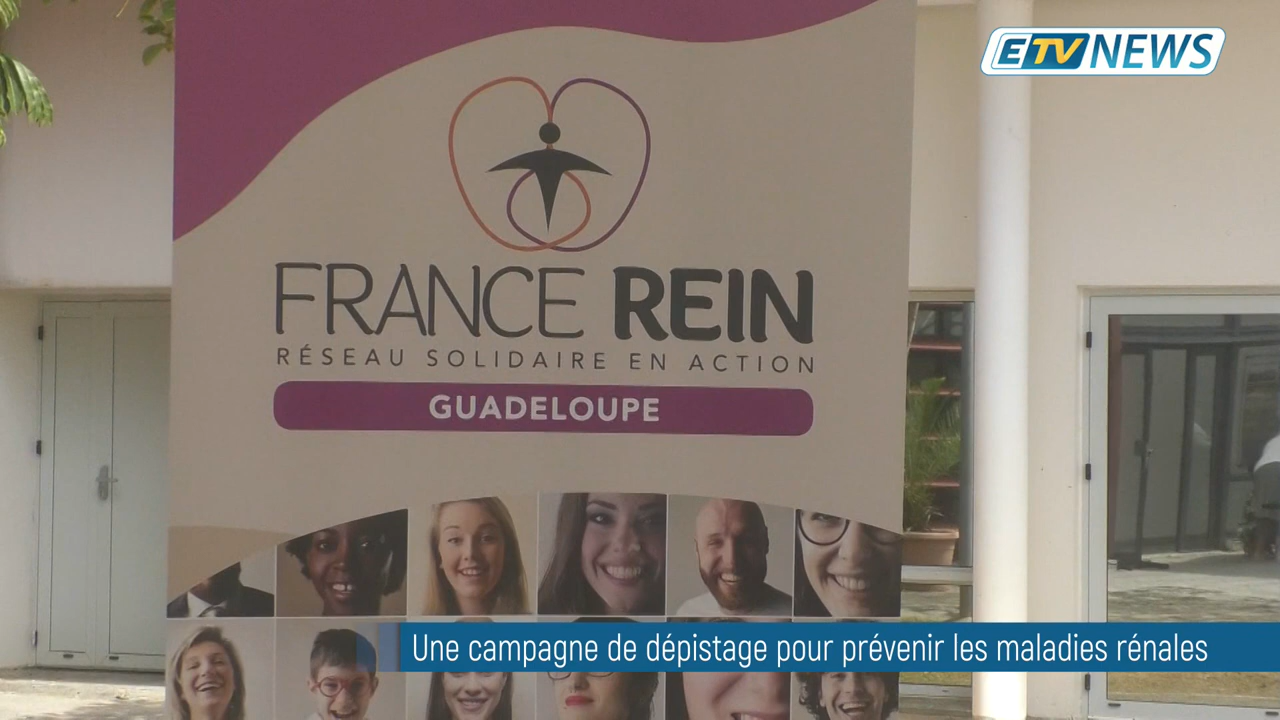 ETV NEWS
FRANCE REIN
RÉSEAU SOLIDAIRE EN ACTION
GUADELOUPE
Une campagne de dépistage pour prévenir les maladies rénales